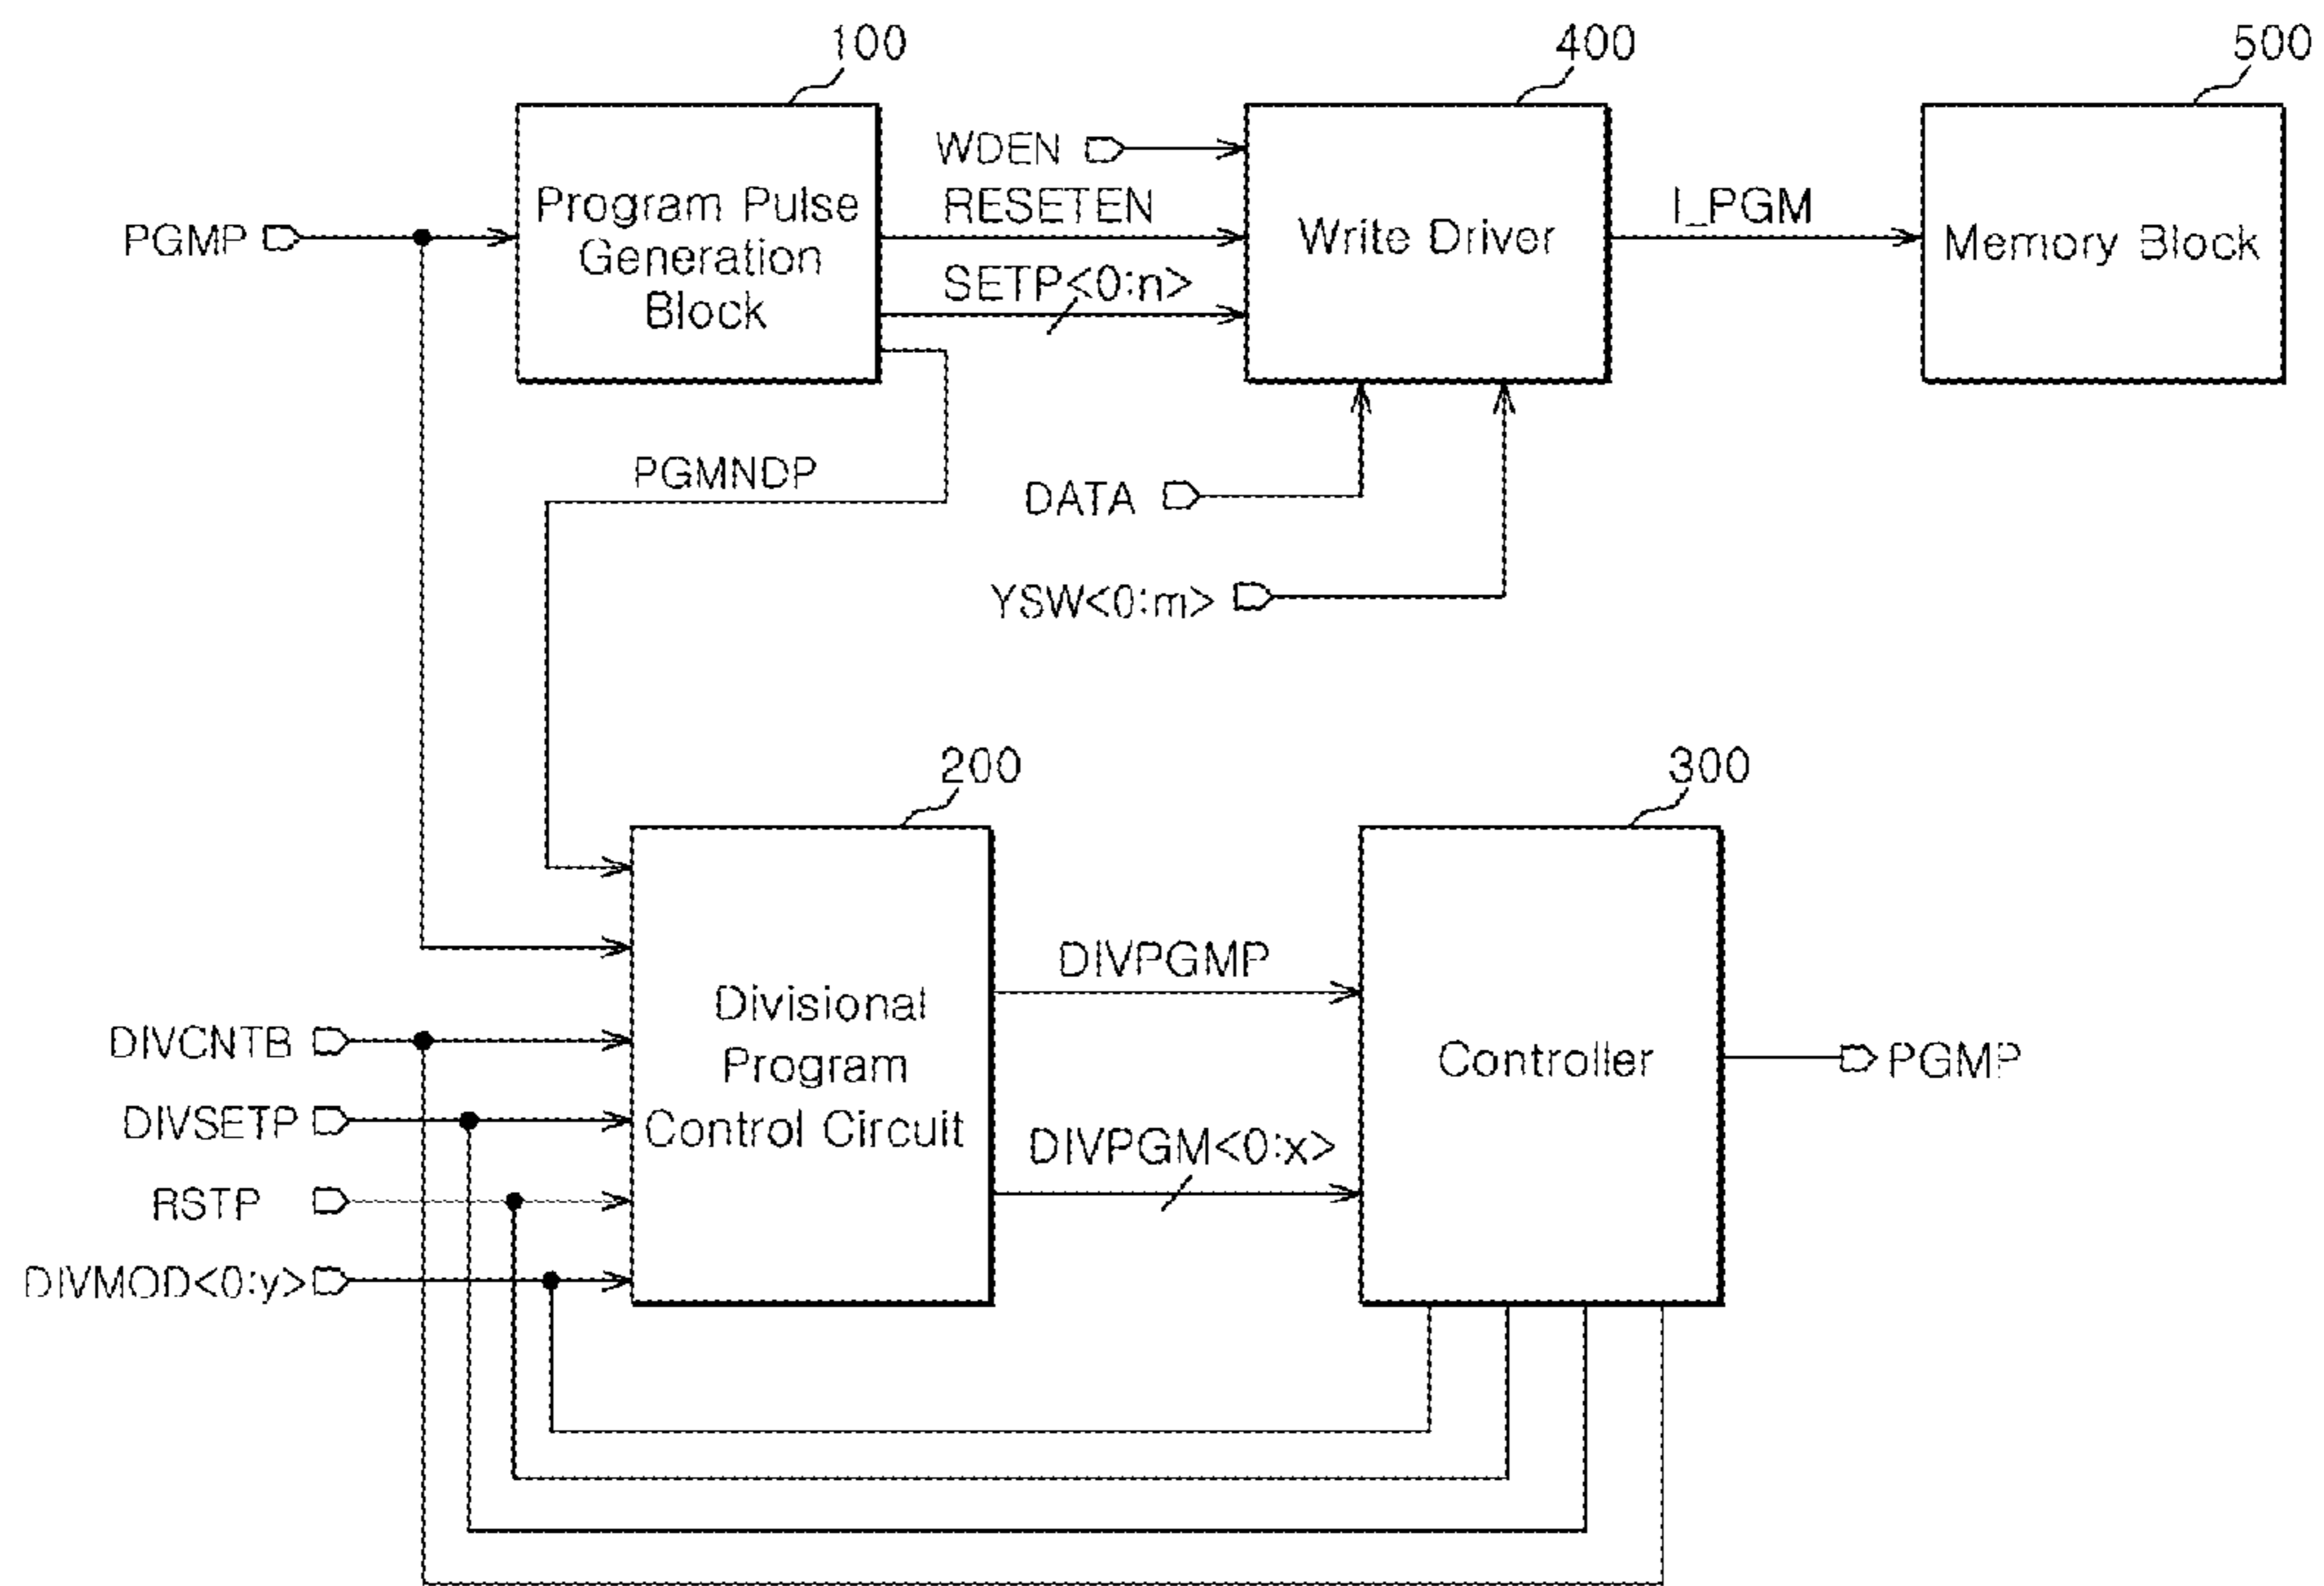 100
400
500
WDEN
PGMP
Program Pulse
Generation
Block
RESETEN
SETP<0:n>
Write Driver
I_PGM
Memory Block
PGMNDP
DATA
YSW<0:m>
200
300
DIVPGMP
Divisional
Program
Control Circuit
DIVCNTB
Controller
PGMP
DIVSETP
DIVPGM<0:x>
RSTP
DIVMOD<0:y>